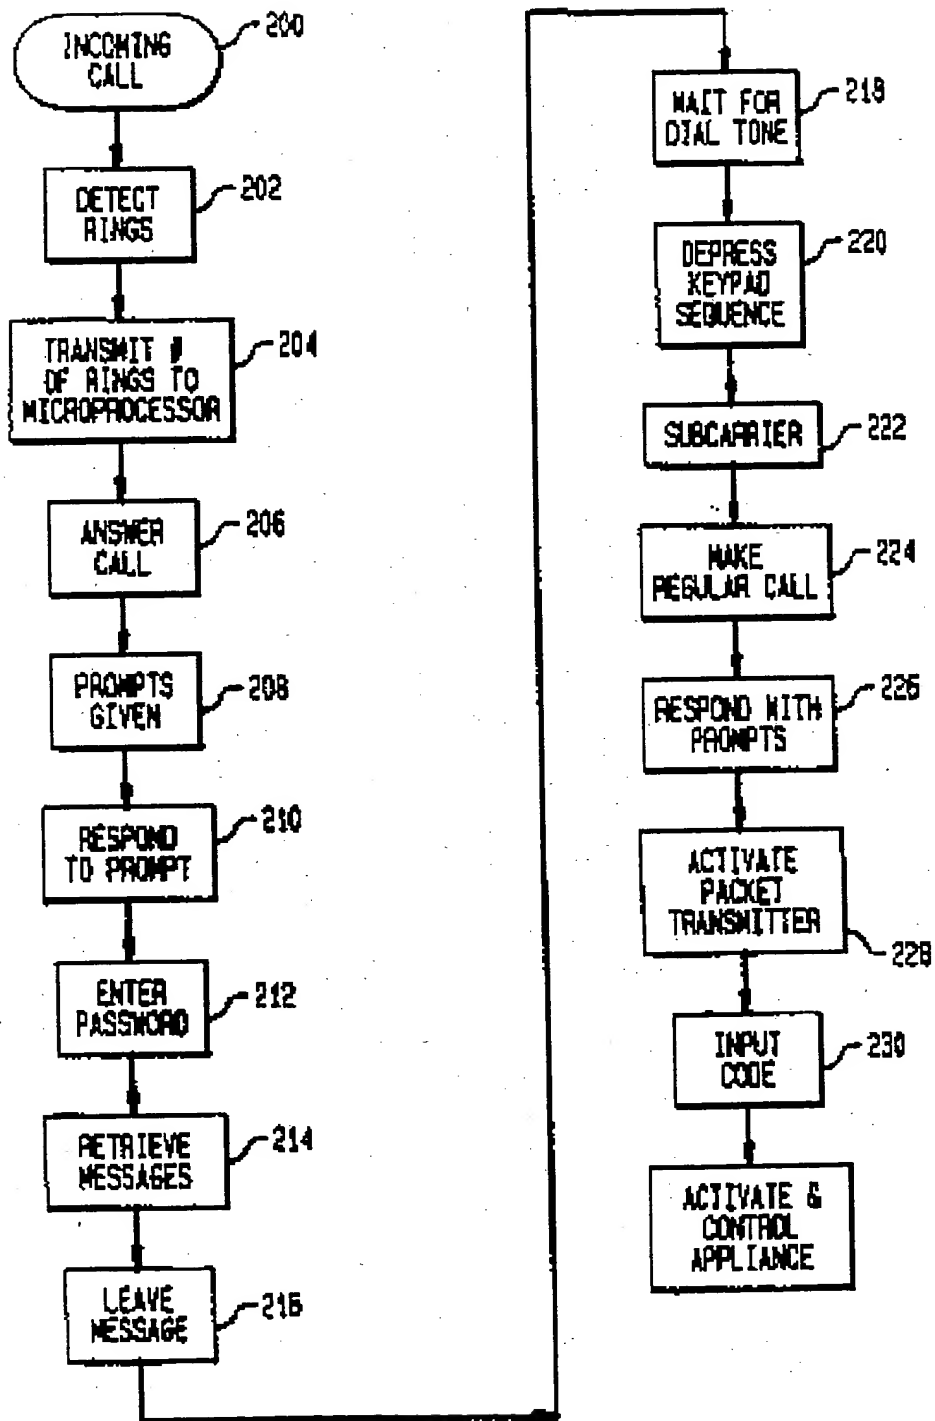 INCOMING
CALL
200
DETECT
RINGS
202
TRANSMIT #
OF RINGS TO
MICROPROCESSOR
204
ANSWER
CALL
206
PROMPTS
GIVEN
208
RESPOND
TO PROMPT
210
ENTER
PASSWORD
212
RETRIEVE
MESSAGES
214
LEAVE
MESSAGE
216
WAIT FOR
DIAL TONE
218
DEPRESS
KEYPAD
SEQUENCE
220
SUBCARRIER
222
MAKE
REGULAR CALL
224
RESPOND WITH
PROMPTS
226
ACTIVATE
PACKET
TRANSMITTER
228
INPUT
CODE
230
ACTIVATE &
CONTROL
APPLIANCE